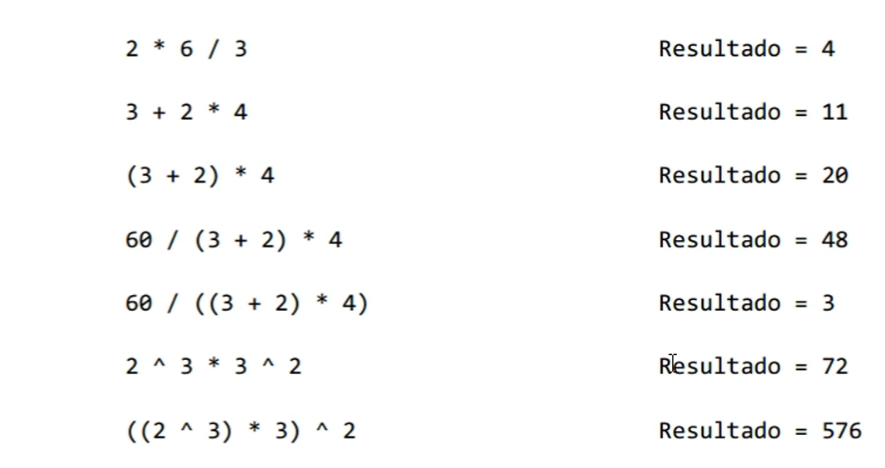 2 * 6 / 3 Resultado = 4
3 + 2 * 4 Resultado = 11
(3 + 2) * 4 Resultado = 20
60 / (3 + 2) * 4 Resultado = 48
60 / ((3 + 2) * 4) Resultado = 3
2 ^ 3 * 3 ^ 2 Resultado = 72
((2 ^ 3) * 3) ^ 2 Resultado = 576